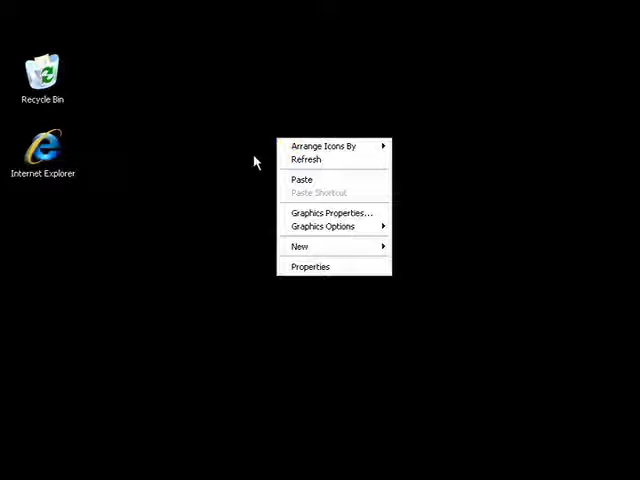 Recycle Bin
Internet Explorer
Arrange Icons By
Refresh
Paste
Paste Shortcut
Graphics Properties...
Graphics Options
New
Properties